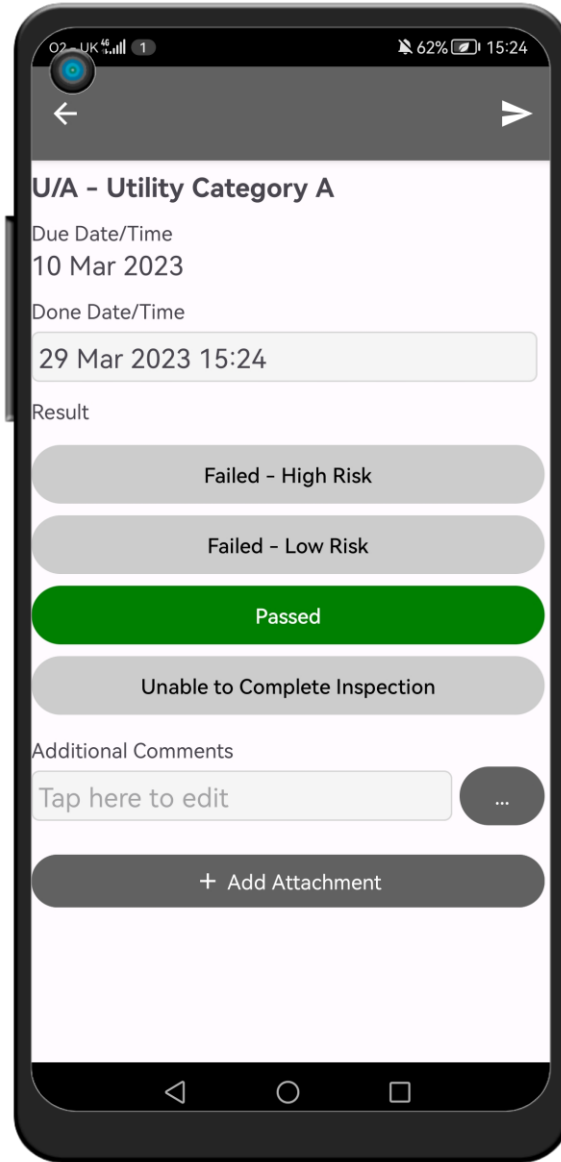 O2 - UK 4G 1 62% 15:24
U/A - Utility Category A
Due Date/Time
10 Mar 2023
Done Date/Time
29 Mar 2023 15:24
Result
Failed - High Risk
Failed - Low Risk
Passed
Unable to Complete Inspection
Additional Comments
Tap here to edit ...
+ Add Attachment